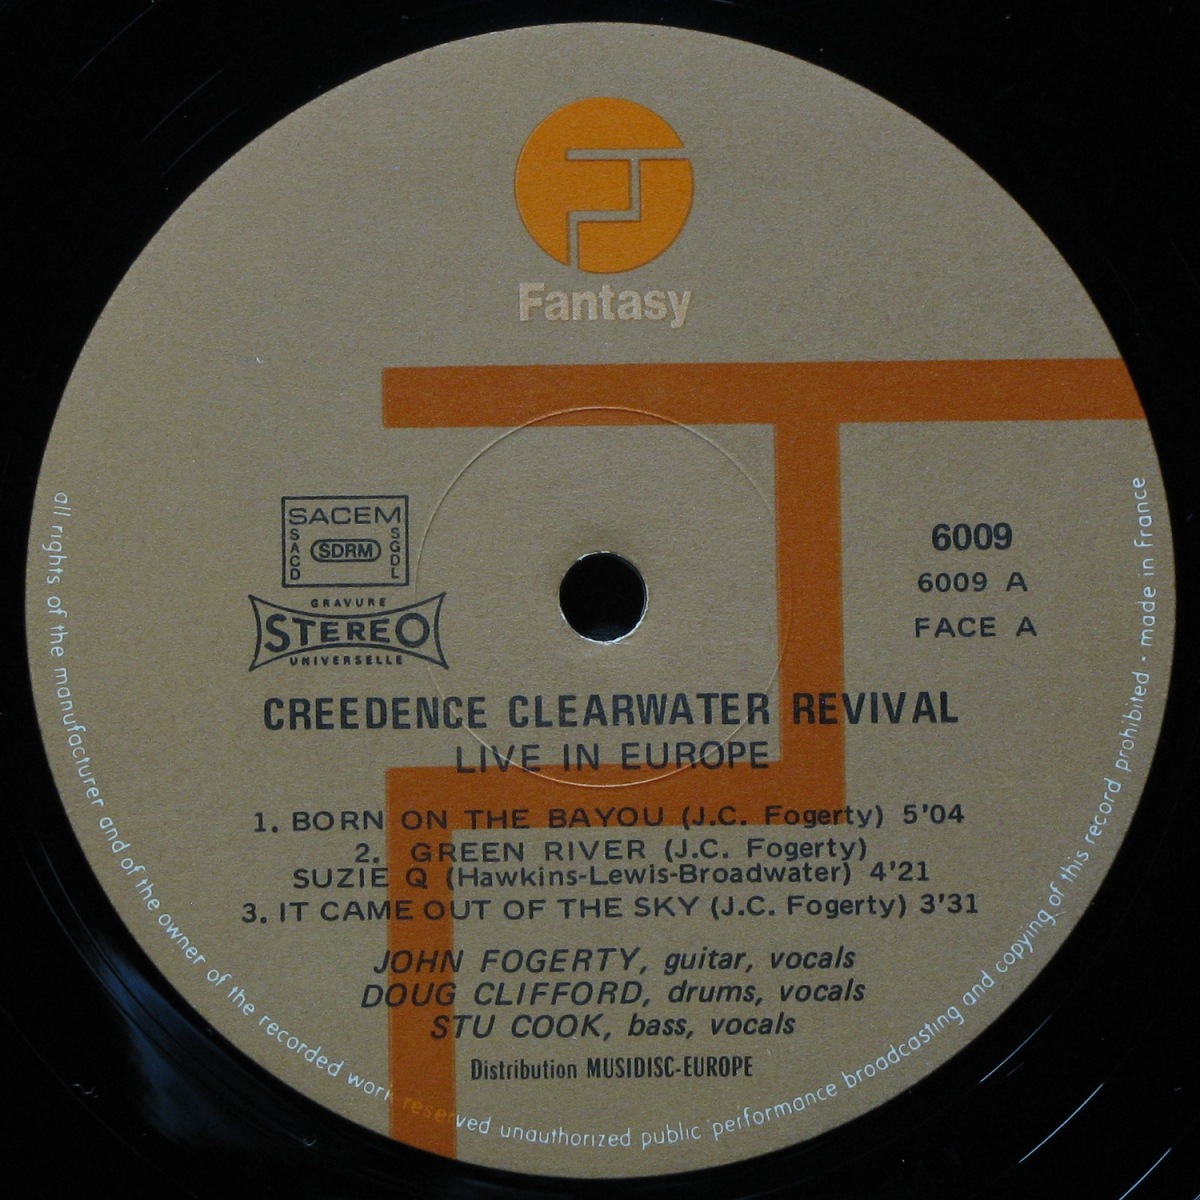 Fantasy
SACEM
SACD
SDRM
SGDL
GRAVURE
STEREO
UNIVERSELLE
6009
6009 A
FACE A
CREEDENCE CLEARWATER REVIVAL
LIVE IN EUROPE
1. BORN ON THE BAYOU (J.C. Fogerty) 5'04
2. GREEN RIVER (J.C. Fogerty)
SUZIE Q (Hawkins-Lewis-Broadwater) 4'21
3. IT CAME OUT OF THE SKY (J.C. Fogerty) 3'31
JOHN FOGERTY, guitar, vocals
DOUG CLIFFORD, drums, vocals
STU COOK, bass, vocals
Distribution MUSIDISC-EUROPE
all rights of the manufacturer and of the owner of the recorded work reserved unauthorized public performance broadcasting and copying of this record prohibited · made in France